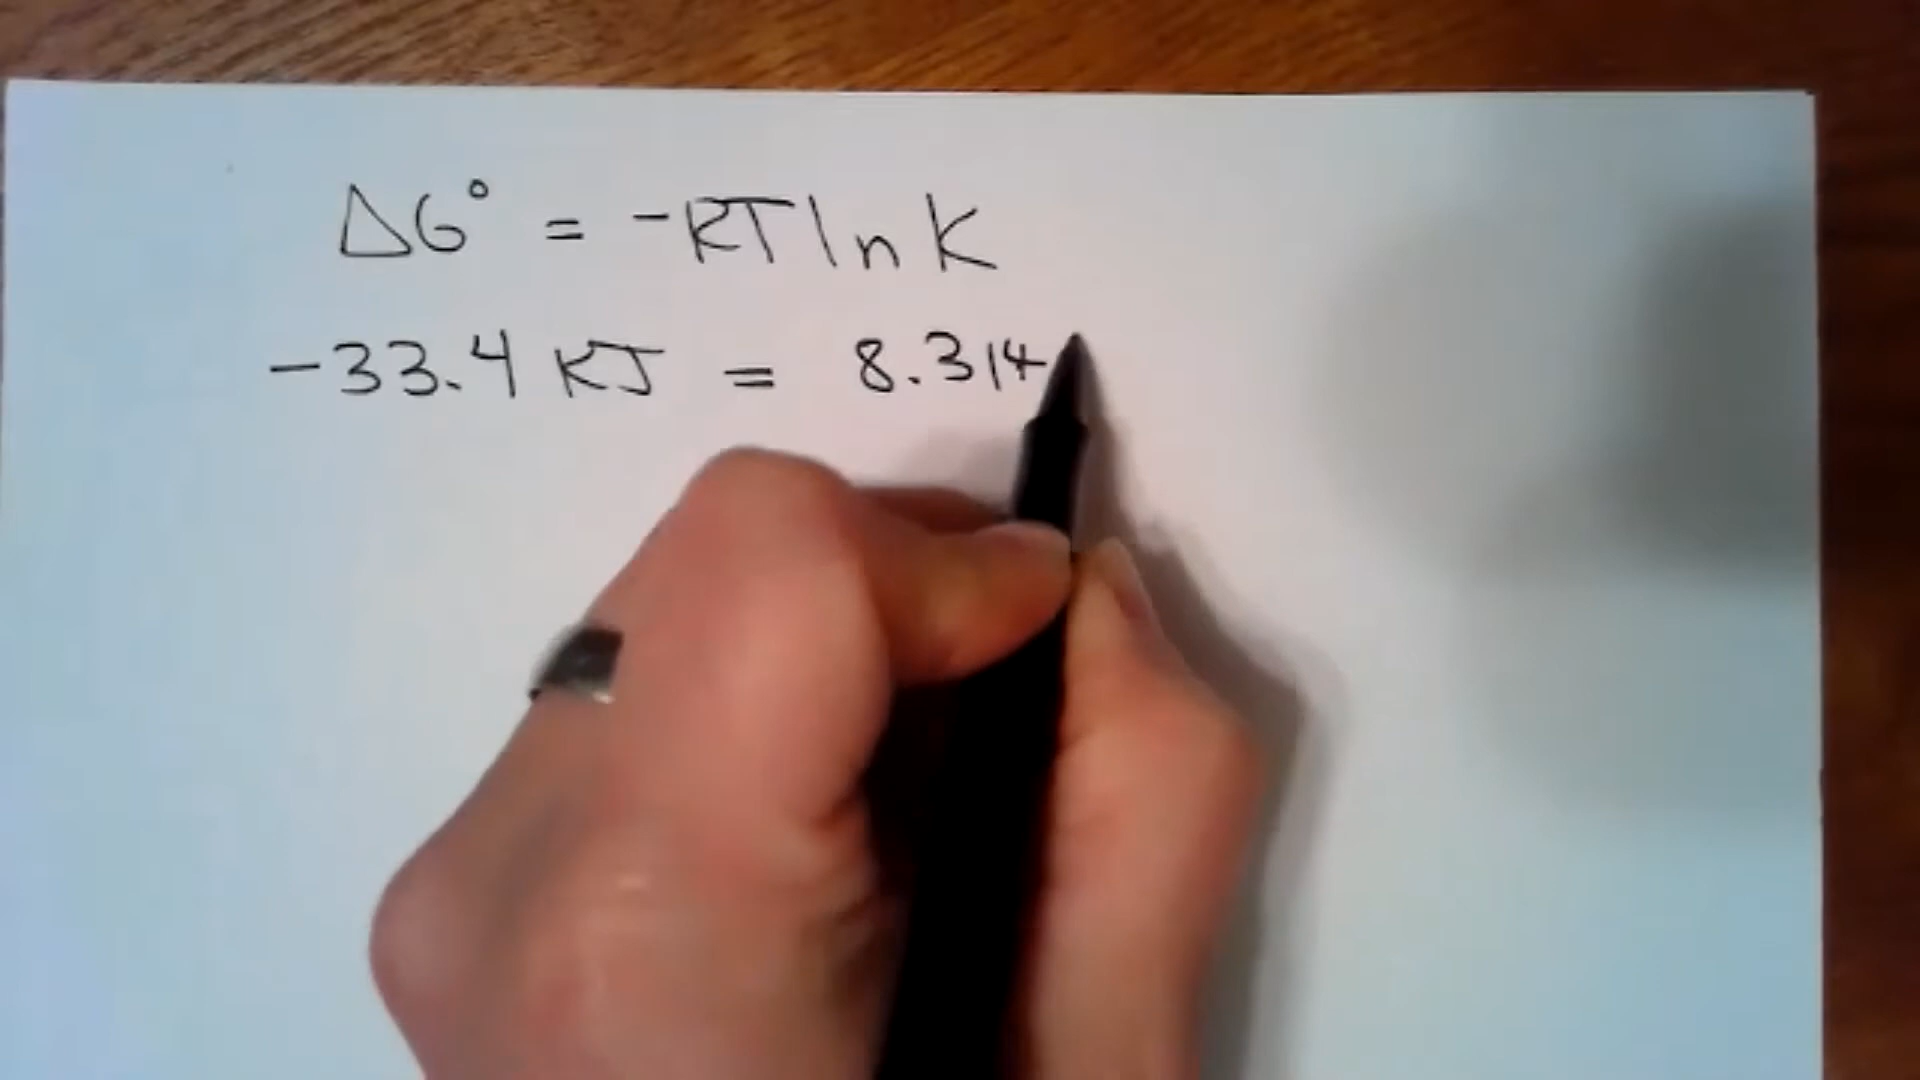 ΔG° = -RT ln K
-33.4 KJ = 8.314